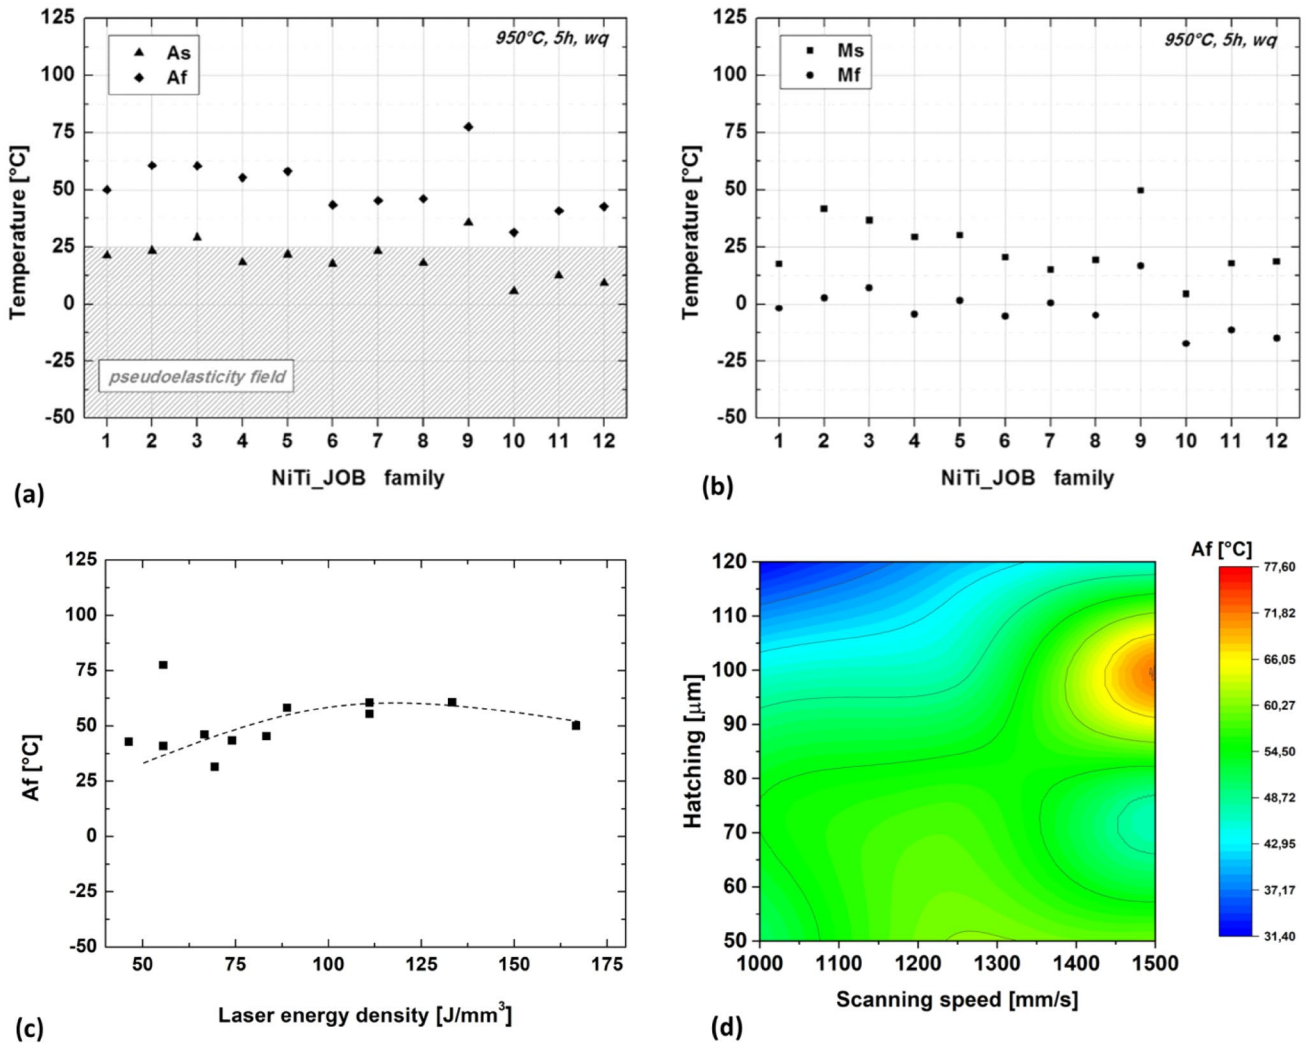 125
100
75
50
25
0
-25
-50
Temperature [°C]
As
Af
950°C, 5h, wq
pseudoelasticity field
1 2 3 4 5 6 7 8 9 10 11 12
NiTi_JOB family
(a)
125
100
75
50
25
0
-25
-50
Temperature [°C]
Ms
Mf
950°C, 5h, wq
1 2 3 4 5 6 7 8 9 10 11 12
NiTi_JOB family
(b)
125
100
75
50
25
0
-25
-50
Af [°C]
50 75 100 125 150 175
Laser energy density [J/mm³]
(c)
120
110
100
90
80
70
60
50
Hatching [µm]
1000 1100 1200 1300 1400 1500
Scanning speed [mm/s]
Af [°C]
77,60
71,82
66,05
60,27
54,50
48,72
42,95
37,17
31,40
(d)